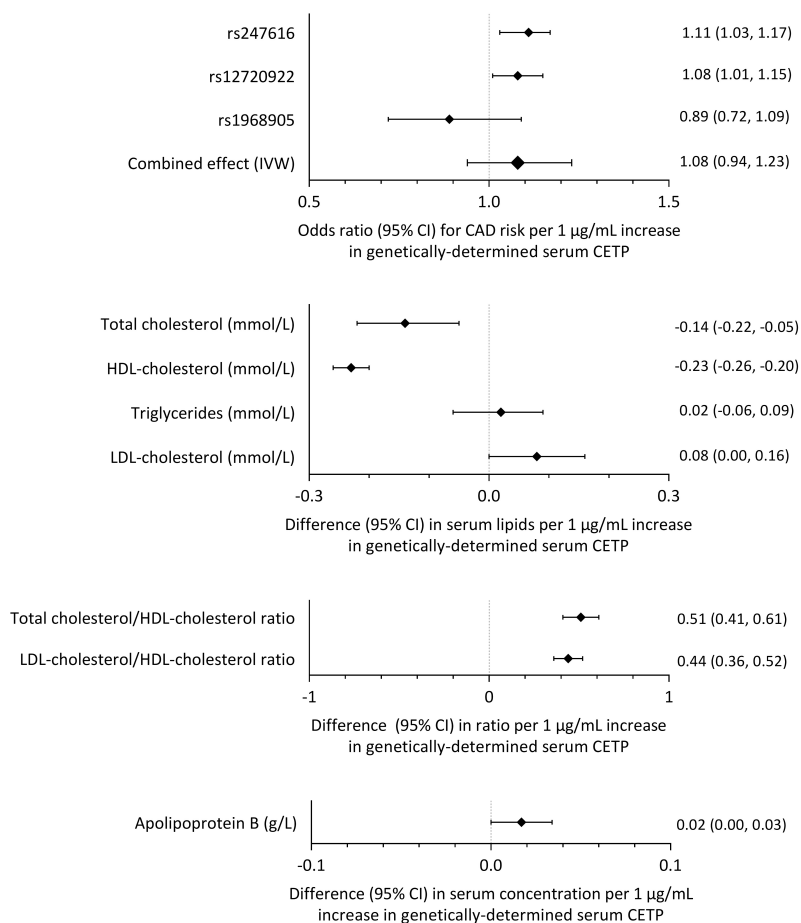 rs247616 1.11 (1.03, 1.17)
rs12720922 1.08 (1.01, 1.15)
rs1968905 0.89 (0.72, 1.09)
Combined effect (IVW) 1.08 (0.94, 1.23)
0.5 1.0 1.5
Odds ratio (95% CI) for CAD risk per 1 µg/mL increase
in genetically-determined serum CETP
Total cholesterol (mmol/L) -0.14 (-0.22, -0.05)
HDL-cholesterol (mmol/L) -0.23 (-0.26, -0.20)
Triglycerides (mmol/L) 0.02 (-0.06, 0.09)
LDL-cholesterol (mmol/L) 0.08 (0.00, 0.16)
-0.3 0.0 0.3
Difference (95% CI) in serum lipids per 1 µg/mL increase
in genetically-determined serum CETP
Total cholesterol/HDL-cholesterol ratio 0.51 (0.41, 0.61)
LDL-cholesterol/HDL-cholesterol ratio 0.44 (0.36, 0.52)
-1 0 1
Difference (95% CI) in ratio per 1 µg/mL increase
in genetically-determined serum CETP
Apolipoprotein B (g/L) 0.02 (0.00, 0.03)
-0.1 0.0 0.1
Difference (95% CI) in serum concentration per 1 µg/mL
increase in genetically-determined serum CETP